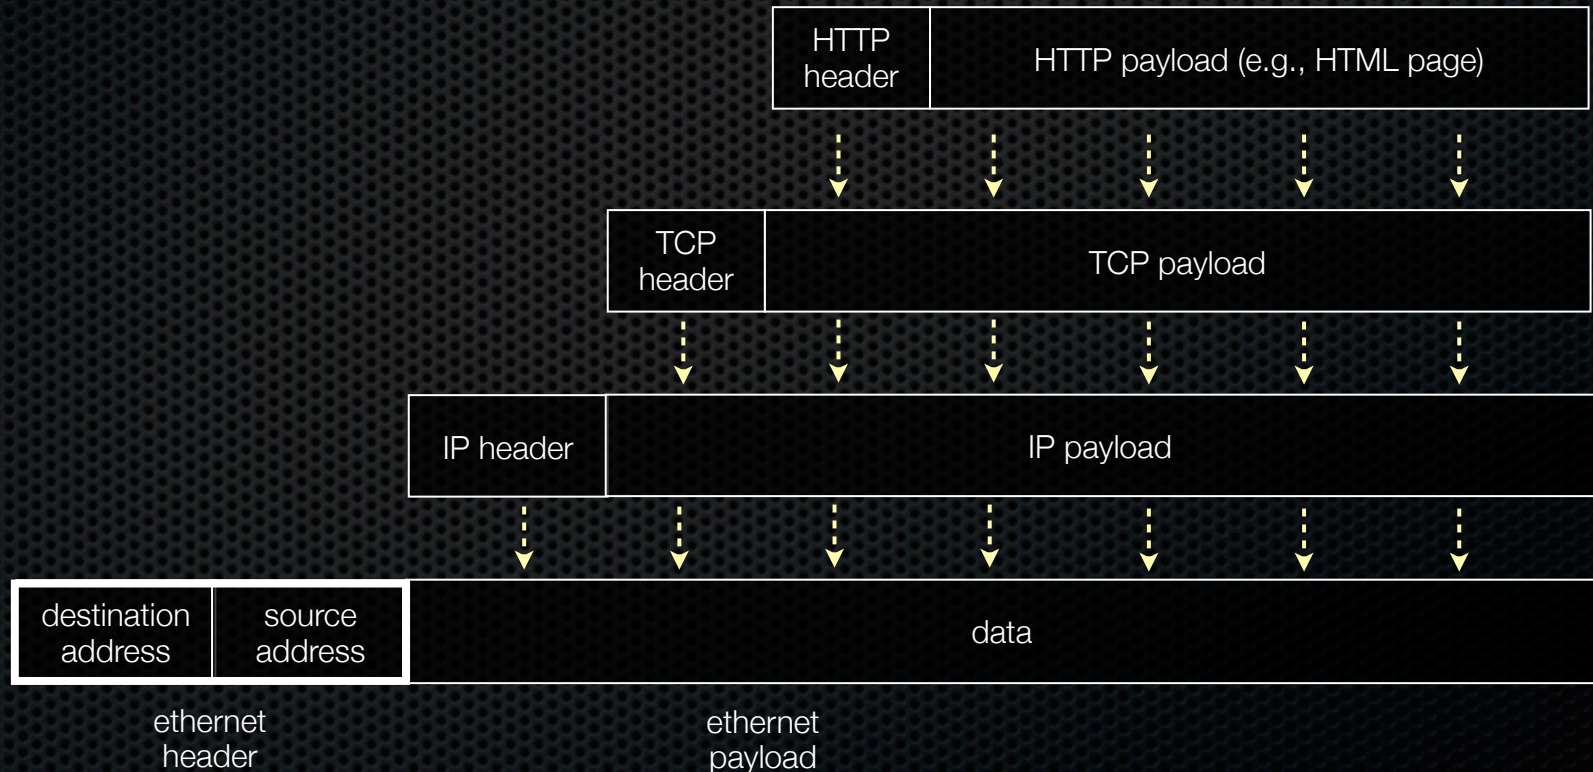 HTTP
header
HTTP payload (e.g., HTML page)
TCP
header
TCP payload
IP header
IP payload
destination
address
source
address
data
ethernet
header
ethernet
payload